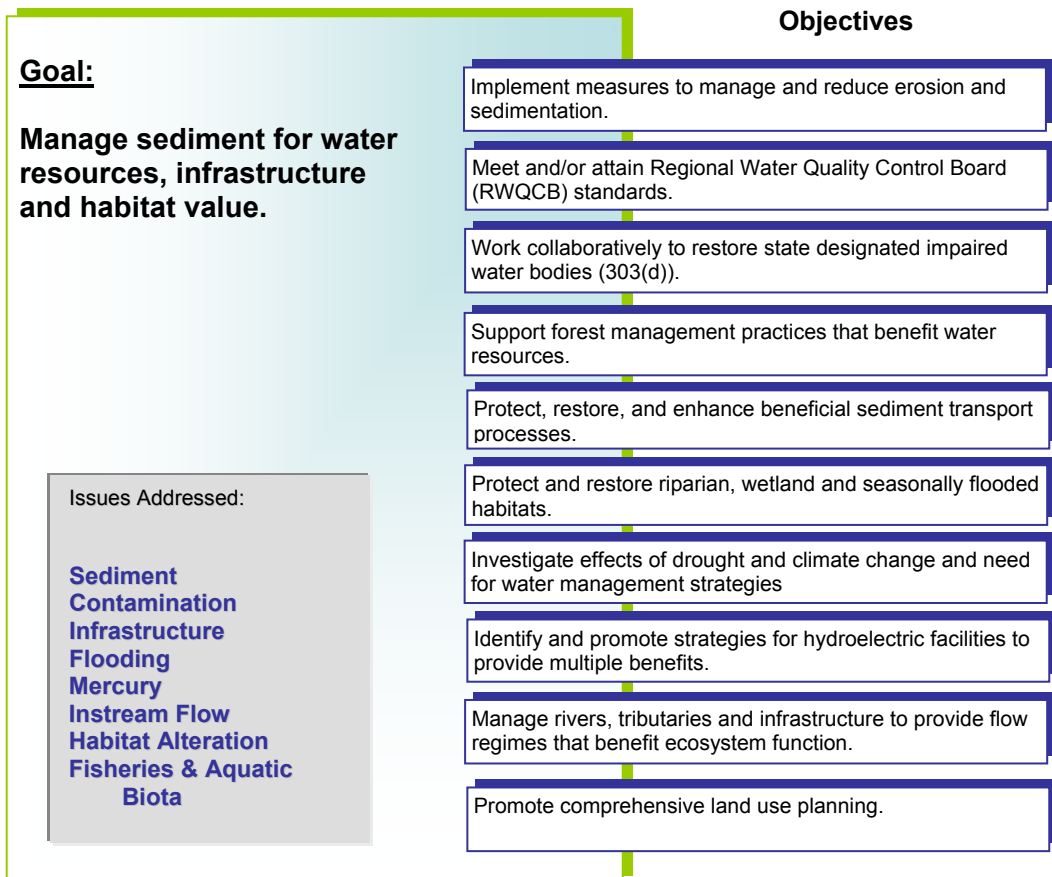 Objectives
Goal:
Manage sediment for water
resources, infrastructure
and habitat value.
Implement measures to manage and reduce erosion and
sedimentation.
Meet and/or attain Regional Water Quality Control Board
(RWQCB) standards.
Work collaboratively to restore state designated impaired
water bodies (303(d)).
Support forest management practices that benefit water
resources.
Protect, restore, and enhance beneficial sediment transport
processes.
Protect and restore riparian, wetland and seasonally flooded
habitats.
Investigate effects of drought and climate change and need
for water management strategies
Identify and promote strategies for hydroelectric facilities to
provide multiple benefits.
Manage rivers, tributaries and infrastructure to provide flow
regimes that benefit ecosystem function.
Promote comprehensive land use planning.
Issues Addressed:
Sediment
Contamination
Infrastructure
Flooding
Mercury
Instream Flow
Habitat Alteration
Fisheries & Aquatic
Biota